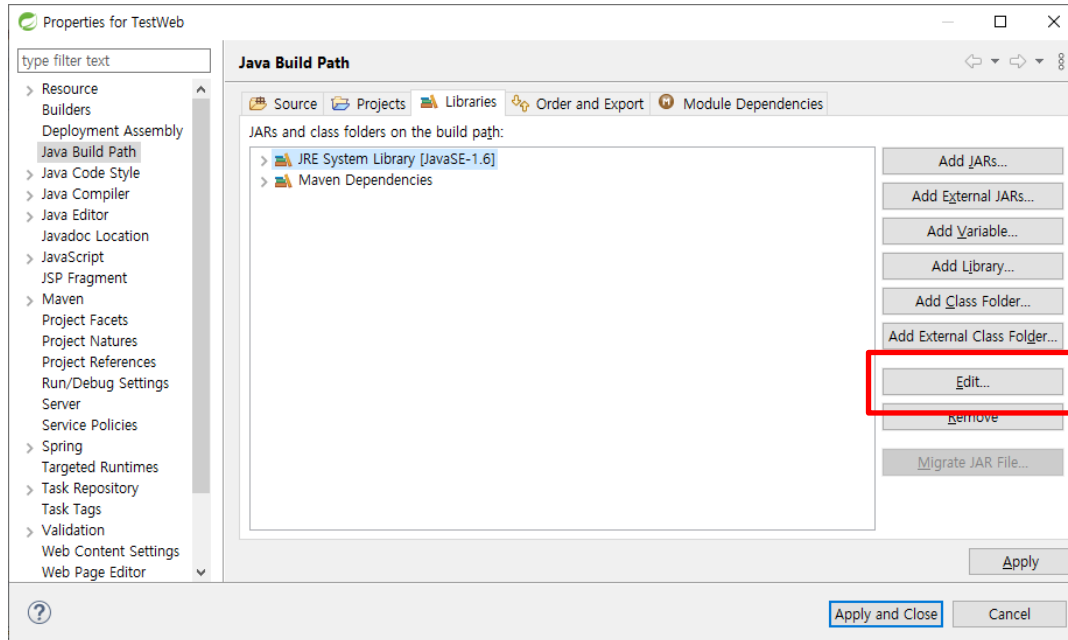 Properties for TestWeb
type filter text
Resource
Builders
Deployment Assembly
Java Build Path
Java Code Style
Java Compiler
Java Editor
Javadoc Location
JavaScript
JSP Fragment
Maven
Project Facets
Project Natures
Project References
Run/Debug Settings
Server
Service Policies
Spring
Targeted Runtimes
Task Repository
Task Tags
Validation
Web Content Settings
Web Page Editor
Java Build Path
Source Projects Libraries Order and Export Module Dependencies
JARs and class folders on the build path:
JRE System Library [JavaSE-1.6]
Maven Dependencies
Add JARs...
Add External JARs...
Add Variable...
Add Library...
Add Class Folder...
Add External Class Folder...
Edit...
Remove
Migrate JAR File...
Apply
Apply and Close Cancel